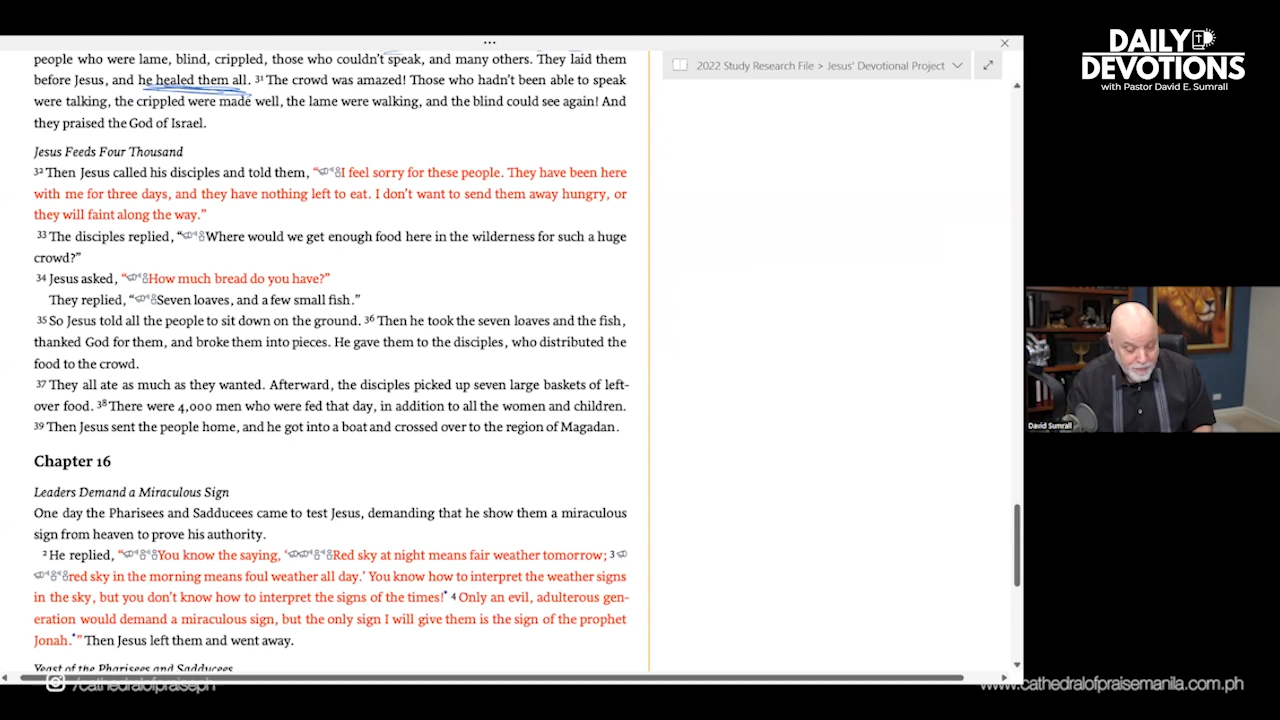 people who were lame, blind, crippled, those who couldn't speak, and many others. They laid them
before Jesus, and he healed them all. 31 The crowd was amazed! Those who hadn't been able to speak
were talking, the crippled were made well, the lame were walking, and the blind could see again! And
they praised the God of Israel.
Jesus Feeds Four Thousand
32 Then Jesus called his disciples and told them, “I feel sorry for these people. They have been here
with me for three days, and they have nothing left to eat. I don't want to send them away hungry, or
they will faint along the way.”
33 The disciples replied, “Where would we get enough food here in the wilderness for such a huge
crowd?”
34 Jesus asked, “How much bread do you have?”
They replied, “Seven loaves, and a few small fish.”
35 So Jesus told all the people to sit down on the ground. 36 Then he took the seven loaves and the fish,
thanked God for them, and broke them into pieces. He gave them to the disciples, who distributed the
food to the crowd.
37 They all ate as much as they wanted. Afterward, the disciples picked up seven large baskets of left-
over food. 38 There were 4,000 men who were fed that day, in addition to all the women and children.
39 Then Jesus sent the people home, and he got into a boat and crossed over to the region of Magadan.
Chapter 16
Leaders Demand a Miraculous Sign
One day the Pharisees and Sadducees came to test Jesus, demanding that he show them a miraculous
sign from heaven to prove his authority.
2 He replied, “You know the saying, ‘Red sky at night means fair weather tomorrow; 3
red sky in the morning means foul weather all day.’ You know how to interpret the weather signs
in the sky, but you don't know how to interpret the signs of the times!* 4 Only an evil, adulterous gen-
eration would demand a miraculous sign, but the only sign I will give them is the sign of the prophet
Jonah.*” Then Jesus left them and went away.
Yeast of the Pharisees and Sadducees
2022 Study Research File > Jesus' Devotional Project
DAILY
DEVOTIONS
with Pastor David E. Sumrall
David Sumrall
/cathedralofpraiseph
www.cathedralofpraisemanila.com.ph